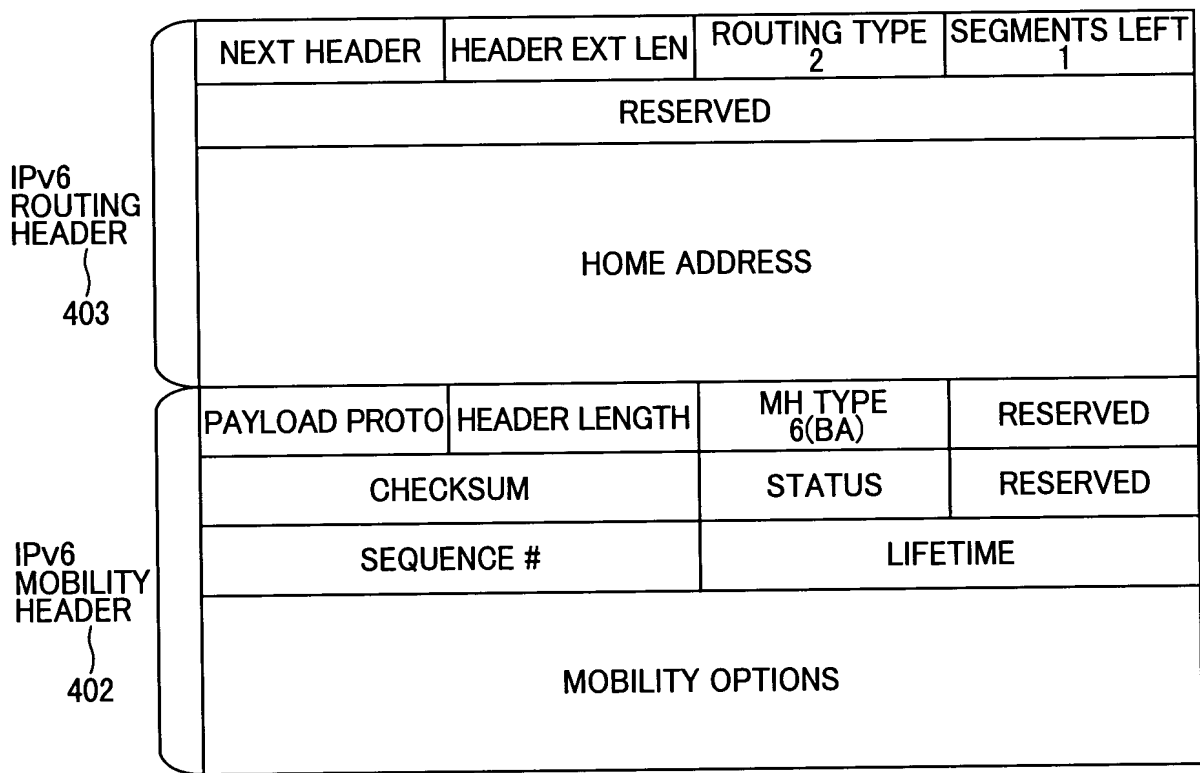 NEXT HEADER
HEADER EXT LEN
ROUTING TYPE
2
SEGMENTS LEFT
1
RESERVED
IPv6
ROUTING
HEADER
403
HOME ADDRESS
PAYLOAD PROTO
HEADER LENGTH
MH TYPE
6(BA)
RESERVED
CHECKSUM
STATUS
RESERVED
SEQUENCE #
LIFETIME
IPv6
MOBILITY
HEADER
402
MOBILITY OPTIONS